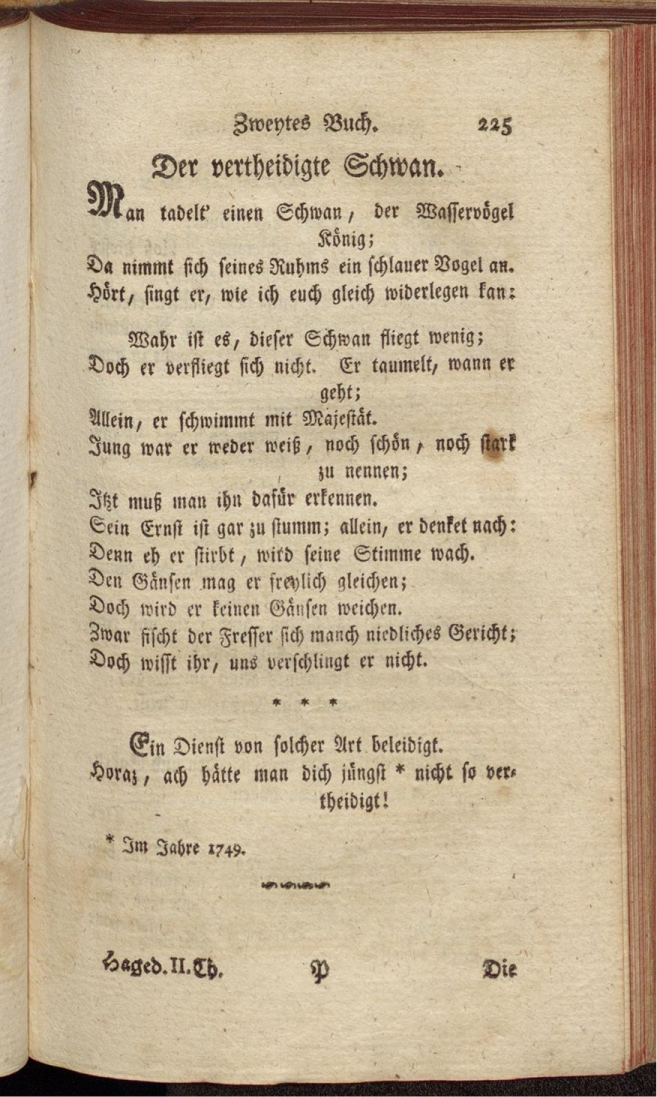 Zweytes Buch. 225
Der vertheidigte Schwan.
Man tadelt' einen Schwan, der Wasservögel
König;
Da nimmt sich seines Ruhms ein schlauer Vogel an.
Hört, singt er, wie ich euch gleich widerlegen kan:
Wahr ist es, dieser Schwan fliegt wenig;
Doch er verfliegt sich nicht. Er taumelt, wann er
geht;
Allein, er schwimmt mit Majestät.
Jung war er weder weiß, noch schön, noch stark
zu nennen;
Itzt muß man ihn dafür erkennen.
Sein Ernst ist gar zu stumm; allein, er denket nach:
Denn eh er stirbt, wird seine Stimme wach.
Den Gänsen mag er freylich gleichen;
Doch wird er keinen Gänsen weichen.
Zwar fischt der Fresser sich manch niedliches Gericht;
Doch wisst ihr, uns verschlingt er nicht.
* * *
Ein Dienst von solcher Art beleidigt.
Horaz, ach hätte man dich jüngst * nicht so ver-
theidigt!
* Im Jahre 1749.
Haged. II. Th. P Die